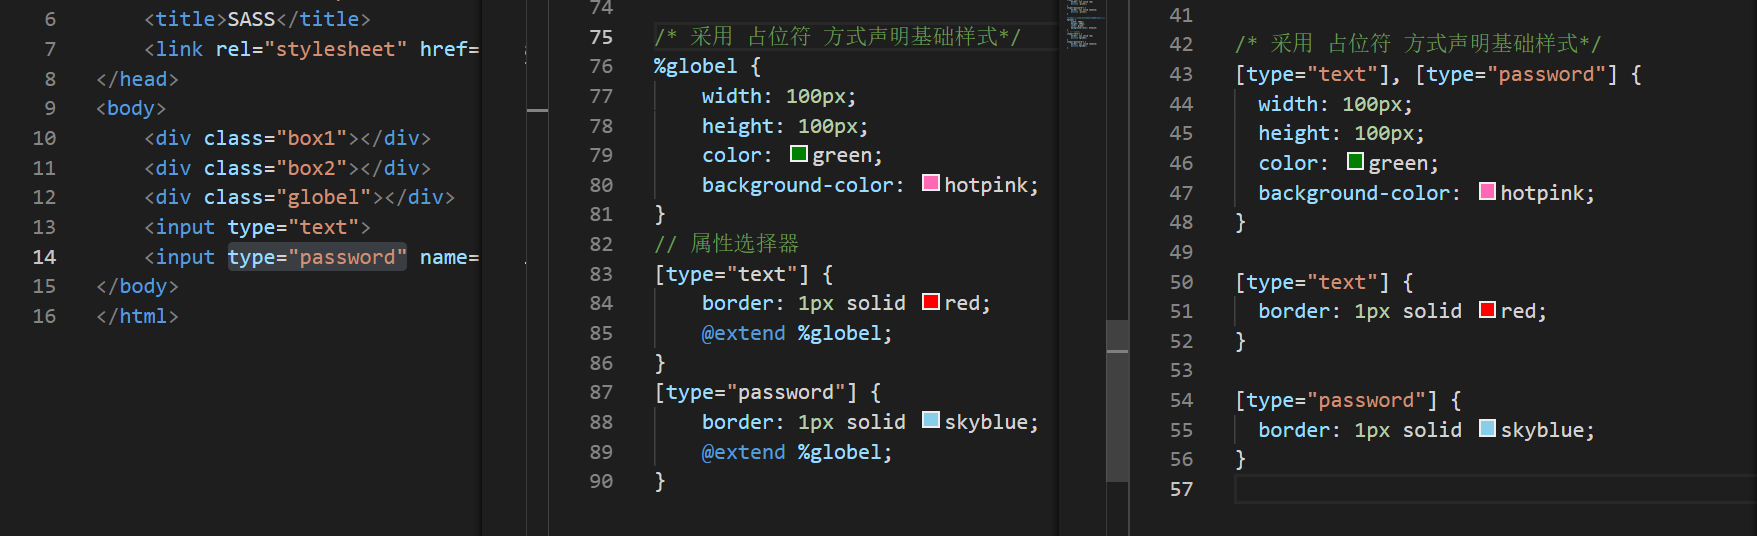 6 <title>SASS</title>
7 <link rel="stylesheet" href=
8 </head>
9 <body>
10 <div class="box1"></div>
11 <div class="box2"></div>
12 <div class="globel"></div>
13 <input type="text">
14 <input type="password" name=
15 </body>
16 </html>
74
75 /* 采用 占位符 方式声明基础样式*/
76 %globel {
77 width: 100px;
78 height: 100px;
79 color: green;
80 background-color: hotpink;
81 }
82 // 属性选择器
83 [type="text"] {
84 border: 1px solid red;
85 @extend %globel;
86 }
87 [type="password"] {
88 border: 1px solid skyblue;
89 @extend %globel;
90 }
41
42 /* 采用 占位符 方式声明基础样式*/
43 [type="text"], [type="password"] {
44 width: 100px;
45 height: 100px;
46 color: green;
47 background-color: hotpink;
48 }
49
50 [type="text"] {
51 border: 1px solid red;
52 }
53
54 [type="password"] {
55 border: 1px solid skyblue;
56 }
57